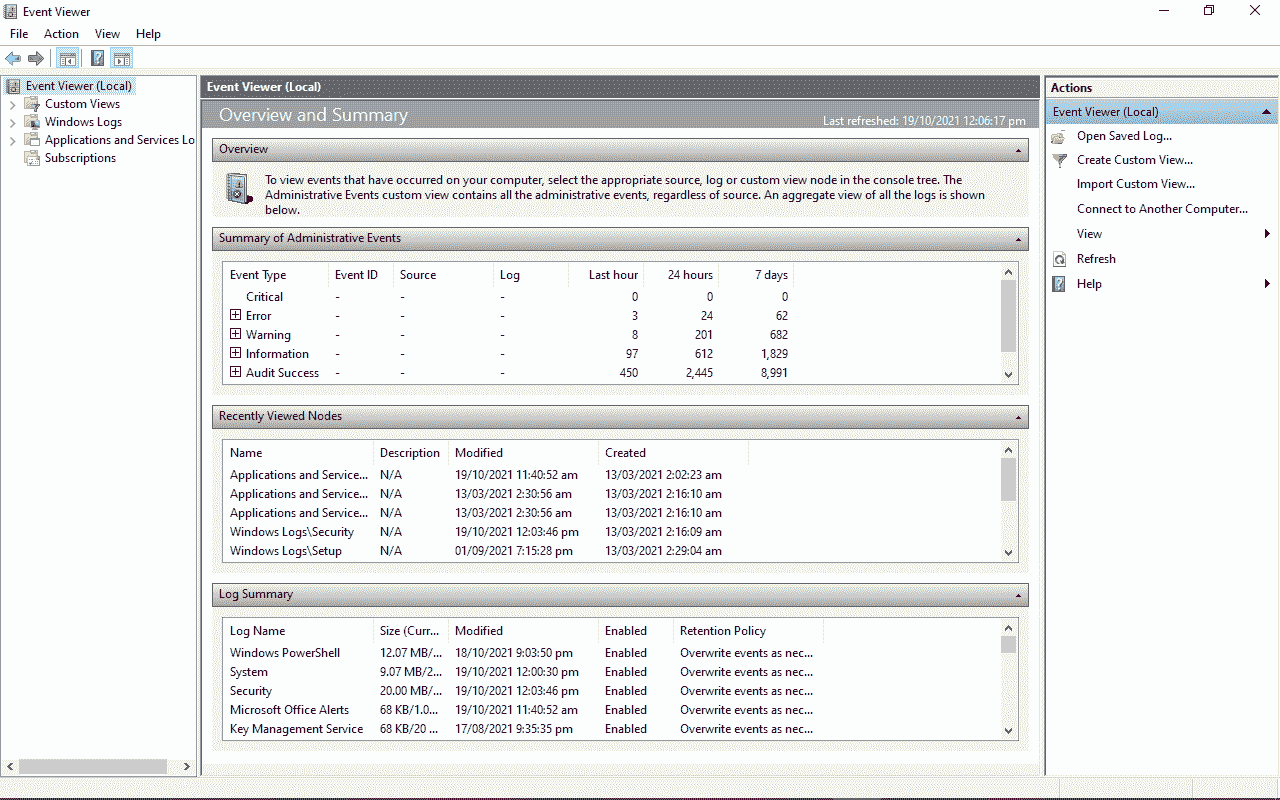 Event Viewer
File Action View Help
Event Viewer (Local)
Custom Views
Windows Logs
Applications and Services Lo
Subscriptions
Event Viewer (Local)
Overview and Summary
Last refreshed: 19/10/2021 12:06:17 pm
Overview
To view events that have occurred on your computer, select the appropriate source, log or custom view node in the console tree. The
Administrative Events custom view contains all the administrative events, regardless of source. An aggregate view of all the logs is shown
below.
Summary of Administrative Events
Event Type Event ID Source Log Last hour 24 hours 7 days
Critical - - - 0 0 0
Error - - - 3 24 62
Warning - - - 8 201 682
Information - - - 97 612 1,829
Audit Success - - - 450 2,445 8,991
Recently Viewed Nodes
Name Description Modified Created
Applications and Service... N/A 19/10/2021 11:40:52 am 13/03/2021 2:02:23 am
Applications and Service... N/A 13/03/2021 2:30:56 am 13/03/2021 2:16:10 am
Applications and Service... N/A 13/03/2021 2:30:56 am 13/03/2021 2:16:10 am
Windows Logs\Security N/A 19/10/2021 12:03:46 pm 13/03/2021 2:16:09 am
Windows Logs\Setup N/A 01/09/2021 7:15:28 pm 13/03/2021 2:29:04 am
Log Summary
Log Name Size (Curr... Modified Enabled Retention Policy
Windows PowerShell 12.07 MB/... 18/10/2021 9:03:50 pm Enabled Overwrite events as nec...
System 9.07 MB/2... 19/10/2021 12:00:30 pm Enabled Overwrite events as nec...
Security 20.00 MB/... 19/10/2021 12:03:46 pm Enabled Overwrite events as nec...
Microsoft Office Alerts 68 KB/1.0... 19/10/2021 11:40:52 am Enabled Overwrite events as nec...
Key Management Service 68 KB/20 ... 17/08/2021 9:35:35 pm Enabled Overwrite events as nec...
Actions
Event Viewer (Local)
Open Saved Log...
Create Custom View...
Import Custom View...
Connect to Another Computer...
View
Refresh
Help